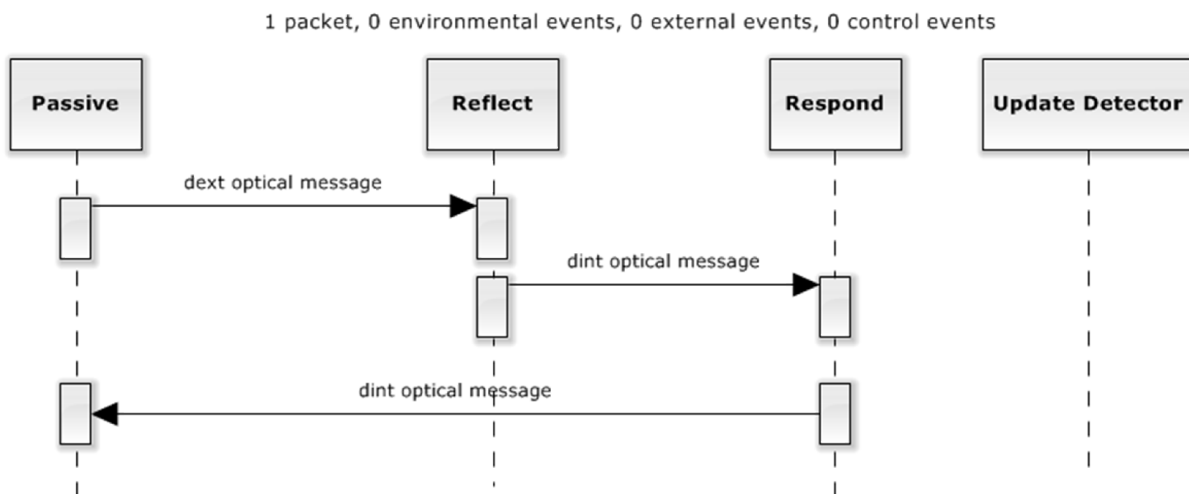 1 packet, 0 environmental events, 0 external events, 0 control events
Passive
Reflect
Respond
Update Detector
dext optical message
dint optical message
dint optical message